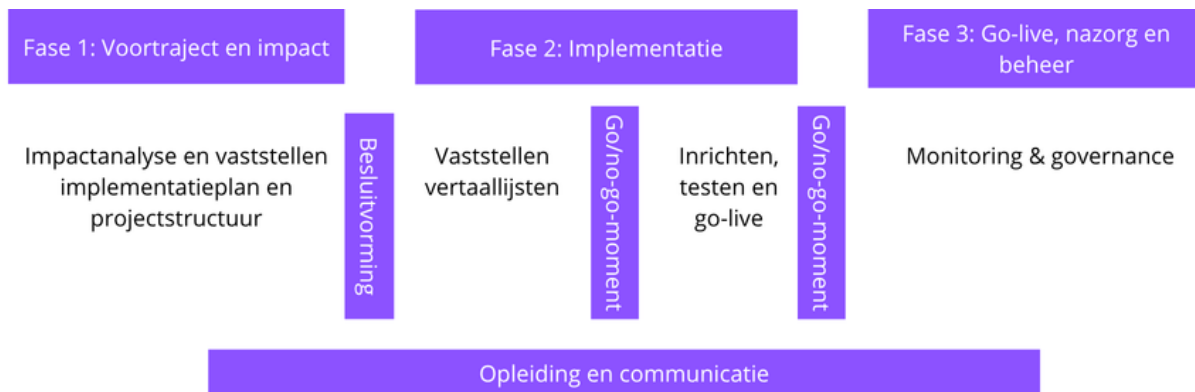 Fase 1: Voortraject en impact
Fase 2: Implementatie
Fase 3: Go-live, nazorg en
beheer
Impactanalyse en vaststellen
implementatieplan en
projectstructuur
Besluitvorming
Vaststellen
vertaallijsten
Go/no-go-moment
Inrichten,
testen en
go-live
Go/no-go-moment
Monitoring & governance
Opleiding en communicatie